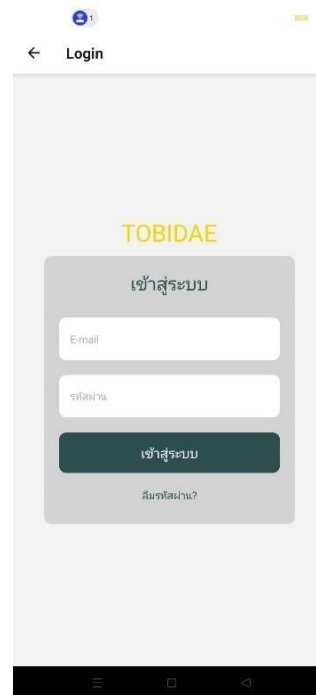 1
Login
TOBIDAE
เข้าสู่ระบบ
E-mail
รหัสผ่าน
เข้าสู่ระบบ
ลืมรหัสผ่าน?